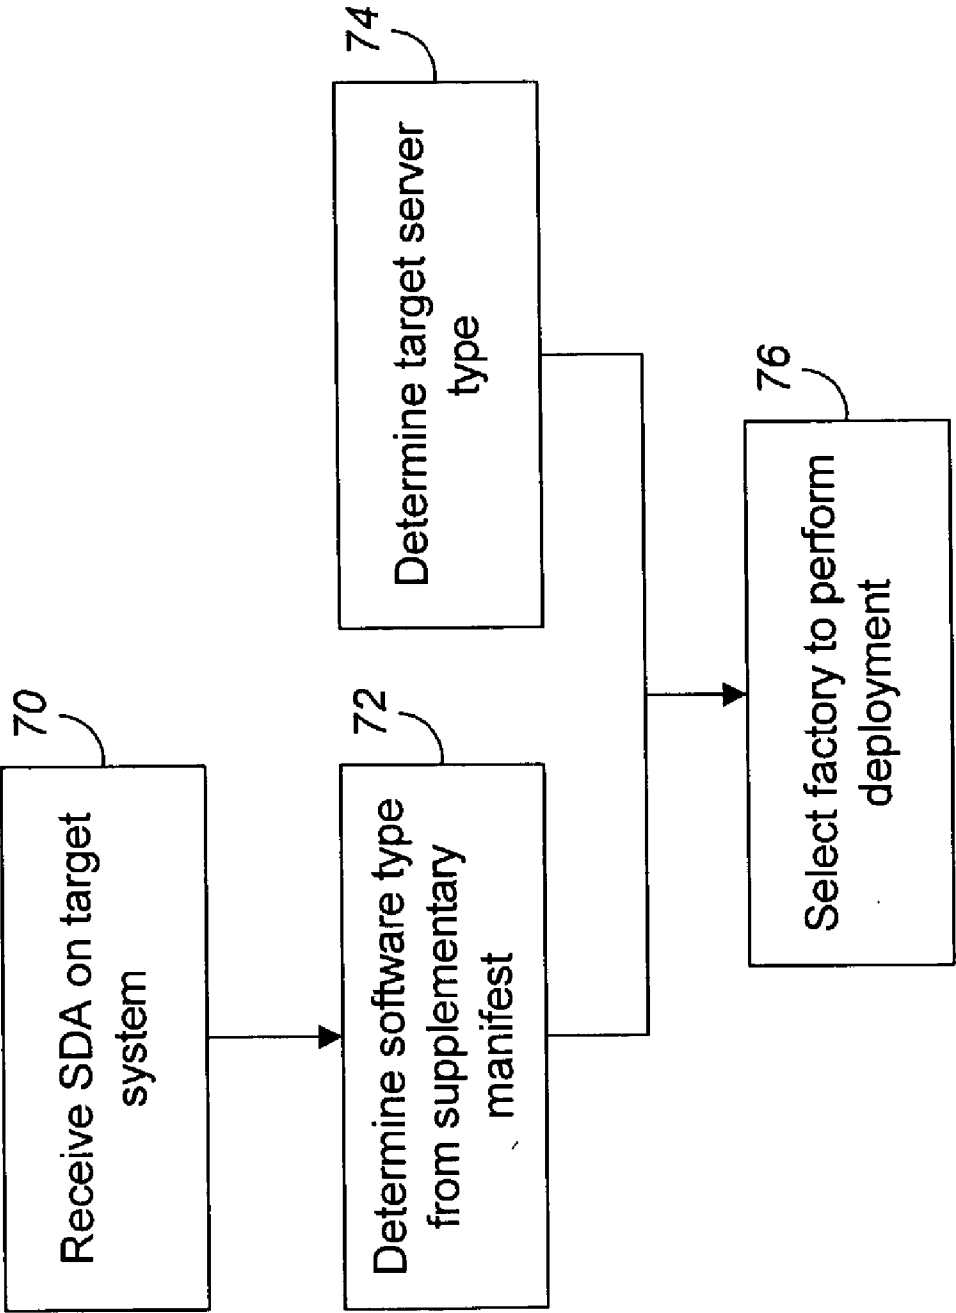 70
Receive SDA on target
system
72
Determine software type
from supplementary
manifest
74
Determine target server
type
76
Select factory to perform
deployment